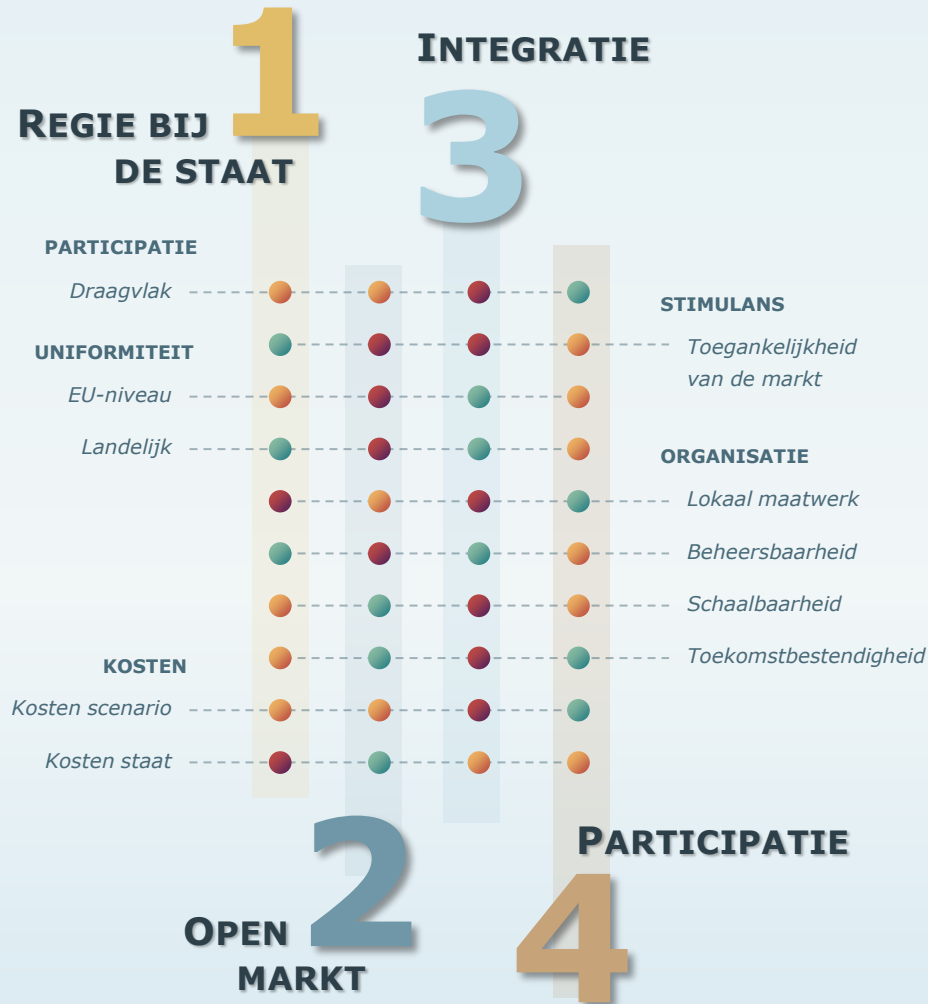 1
REGIE BIJ
DE STAAT
INTEGRATIE
3
PARTICIPATIE
Draagvlak
UNIFORMITEIT
EU-niveau
Landelijk
KOSTEN
Kosten scenario
Kosten staat
STIMULANS
Toegankelijkheid
van de markt
ORGANISATIE
Lokaal maatwerk
Beheersbaarheid
Schaalbaarheid
Toekomstbestendigheid
2
OPEN
MARKT
PARTICIPATIE
4